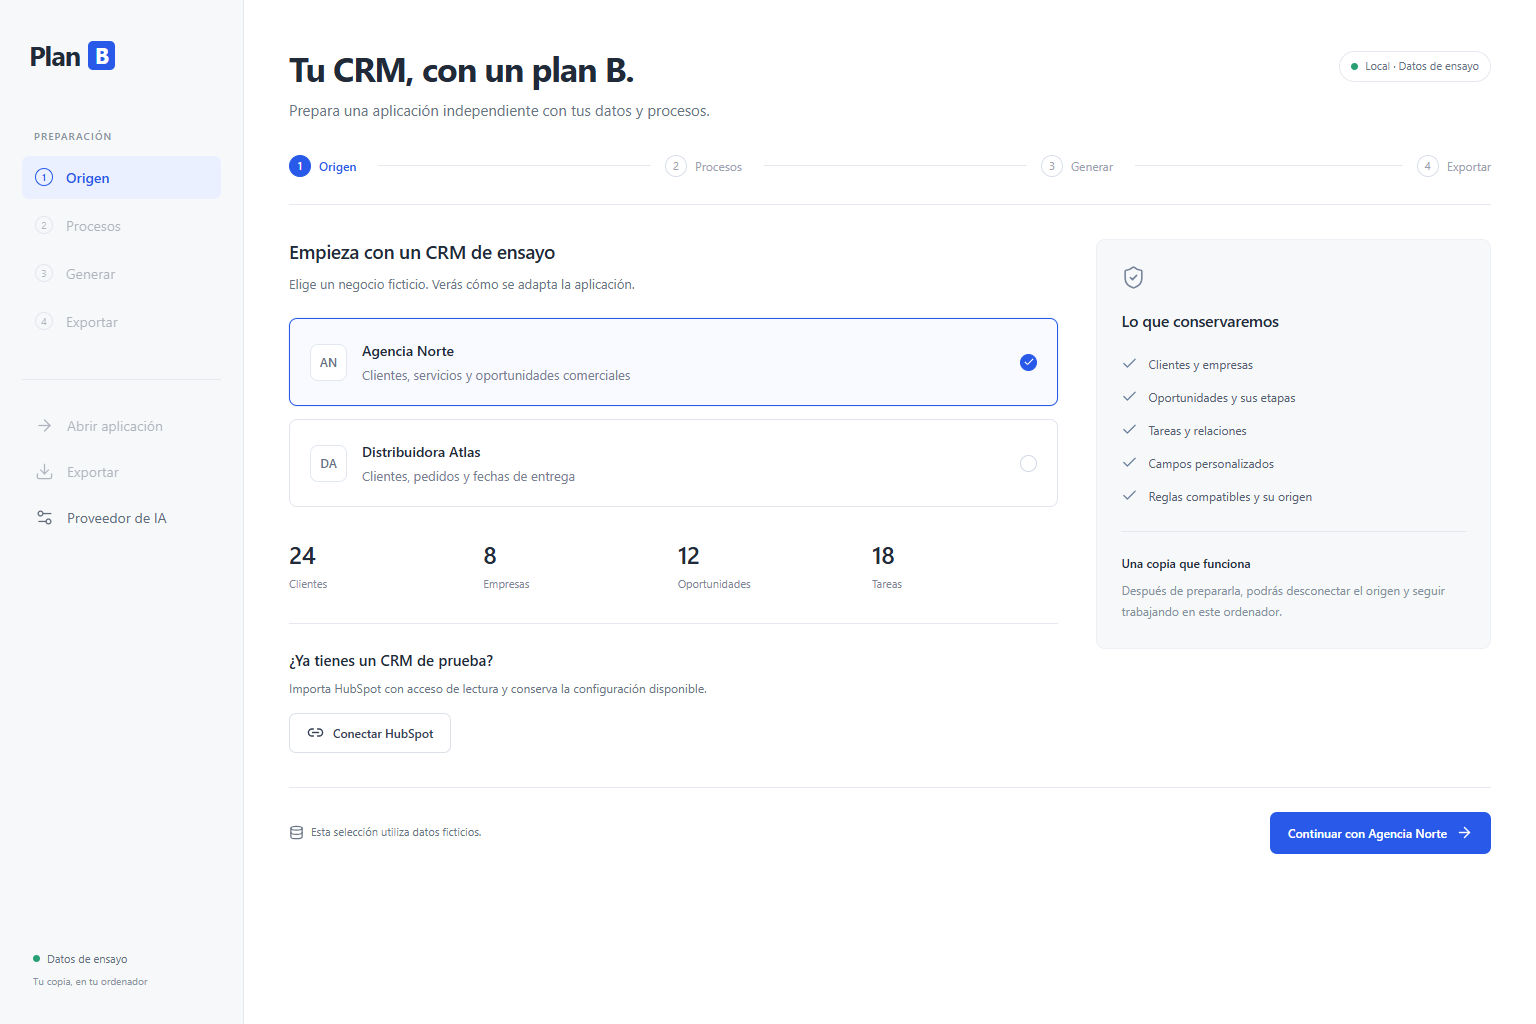 Plan B
PREPARACIÓN
1 Origen
2 Procesos
3 Generar
4 Exportar
Abrir aplicación
Exportar
Proveedor de IA
Datos de ensayo
Tu copia, en tu ordenador
Tu CRM, con un plan B.
Local · Datos de ensayo
Prepara una aplicación independiente con tus datos y procesos.
1 Origen
2 Procesos
3 Generar
4 Exportar
Empieza con un CRM de ensayo
Elige un negocio ficticio. Verás cómo se adapta la aplicación.
AN
Agencia Norte
Clientes, servicios y oportunidades comerciales
DA
Distribuidora Atlas
Clientes, pedidos y fechas de entrega
24
Clientes
8
Empresas
12
Oportunidades
18
Tareas
¿Ya tienes un CRM de prueba?
Importa HubSpot con acceso de lectura y conserva la configuración disponible.
Conectar HubSpot
Lo que conservaremos
Clientes y empresas
Oportunidades y sus etapas
Tareas y relaciones
Campos personalizados
Reglas compatibles y su origen
Una copia que funciona
Después de prepararla, podrás desconectar el origen y seguir
trabajando en este ordenador.
Esta selección utiliza datos ficticios.
Continuar con Agencia Norte